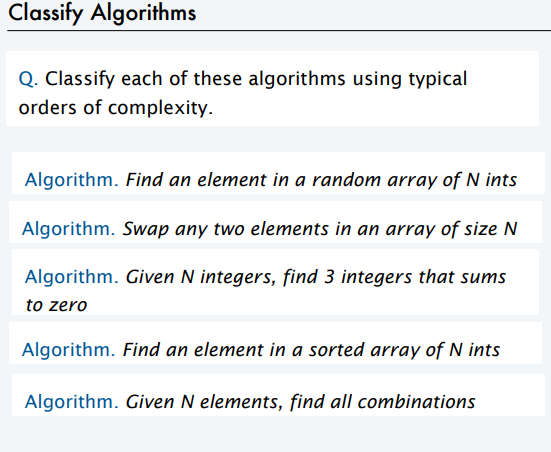 Classify Algorithms
Q. Classify each of these algorithms using typical
orders of complexity.
Algorithm. Find an element in a random array of N ints
Algorithm. Swap any two elements in an array of size N
Algorithm. Given N integers, find 3 integers that sums
to zero
Algorithm. Find an element in a sorted array of N ints
Algorithm. Given N elements, find all combinations